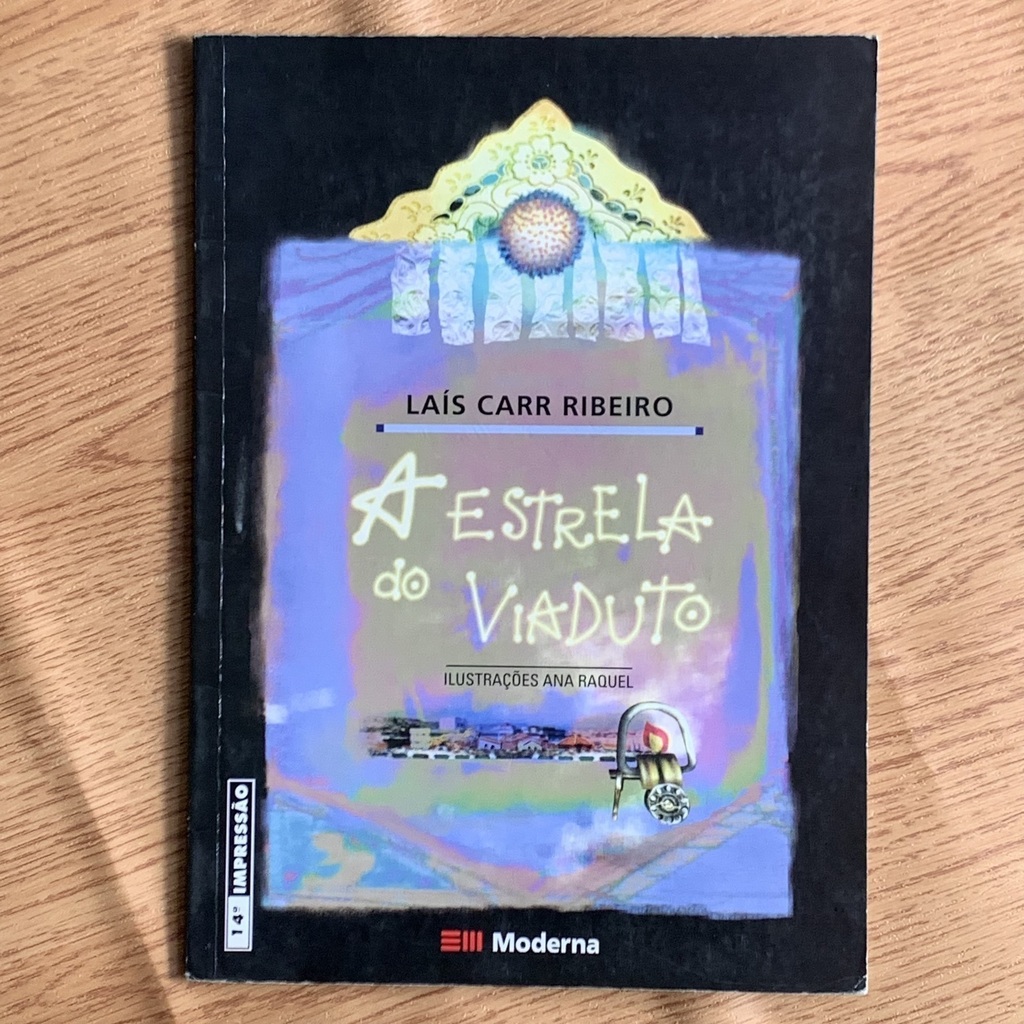 LAÍS CARR RIBEIRO
A ESTRELA
do VIADUTO
ILUSTRAÇÕES ANA RAQUEL
14ª IMPRESSÃO
Moderna